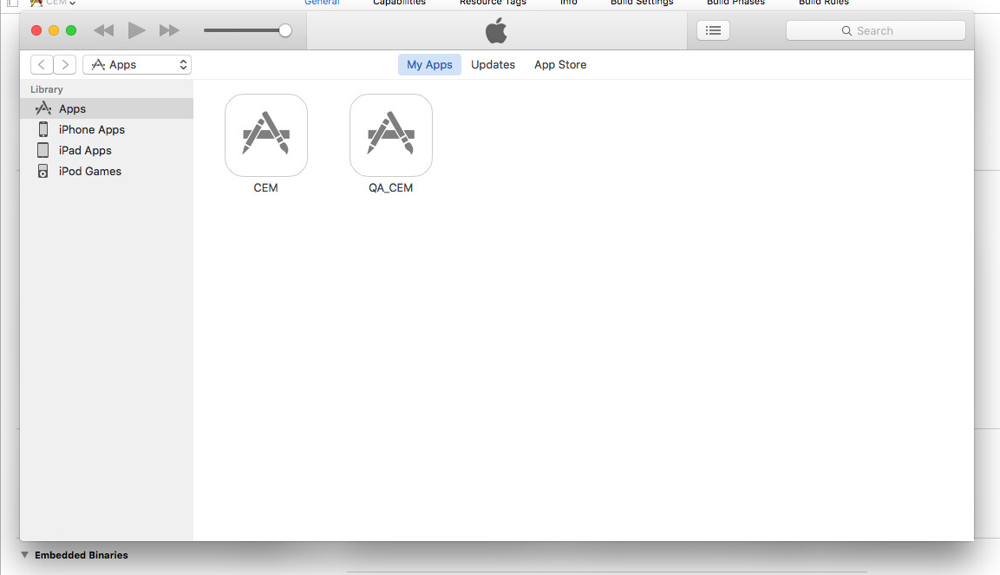 CEM
General Capabilities Resource Tags Info Build Settings Build Phases Build Rules
Search
Apps
My Apps Updates App Store
Library
Apps
iPhone Apps
iPad Apps
iPod Games
CEM QA_CEM
Embedded Binaries